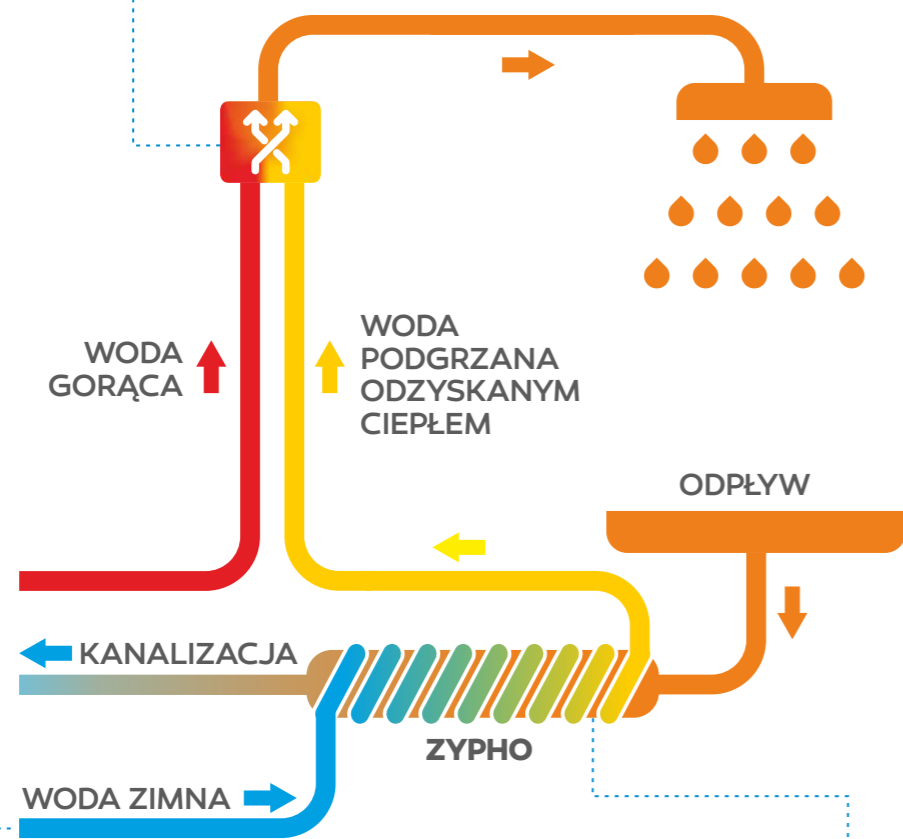 WODA
GORĄCA
WODA
PODGRZANA
ODZYSKANYM
CIEPŁEM
ODPŁYW
KANALIZACJA
ZYPHO
WODA ZIMNA